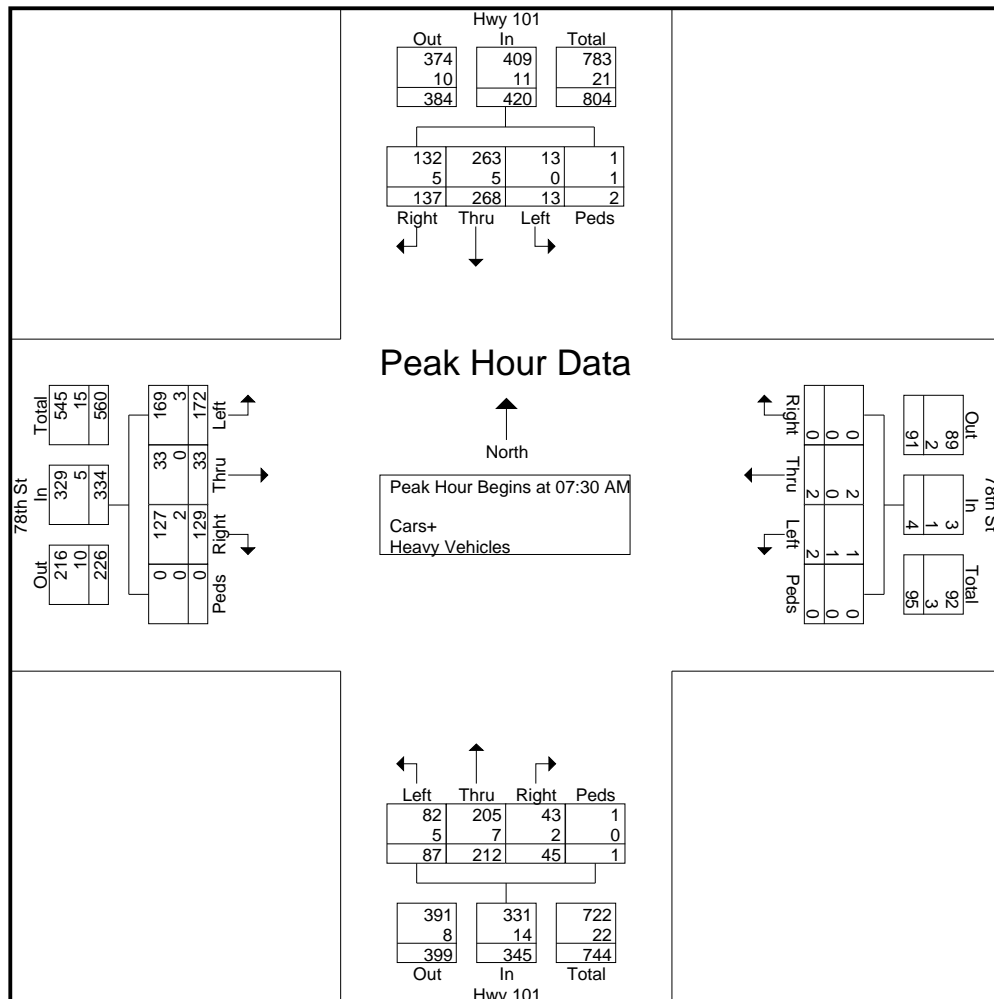 Hwy 101
Out In Total
374 409 783
10 11 21
384 420 804
132 263 13 1
5 5 0 1
137 268 13 2
Right Thru Left Peds
Peak Hour Data
North
Peak Hour Begins at 07:30 AM
Cars+
Heavy Vehicles
78th St
Out In Total
216 329 545
10 5 15
226 334 560
Peds Right Thru Left
0 127 33 169
0 2 0 3
0 129 33 172
78th St
Out In Total
89 3 92
2 1 3
91 4 95
0 2 1 0
0 0 1 0
0 2 2 0
Right Thru Left Peds
Left Thru Right Peds
82 205 43 1
5 7 2 0
87 212 45 1
391 331 722
8 14 22
399 345 744
Out In Total
Hwy 101